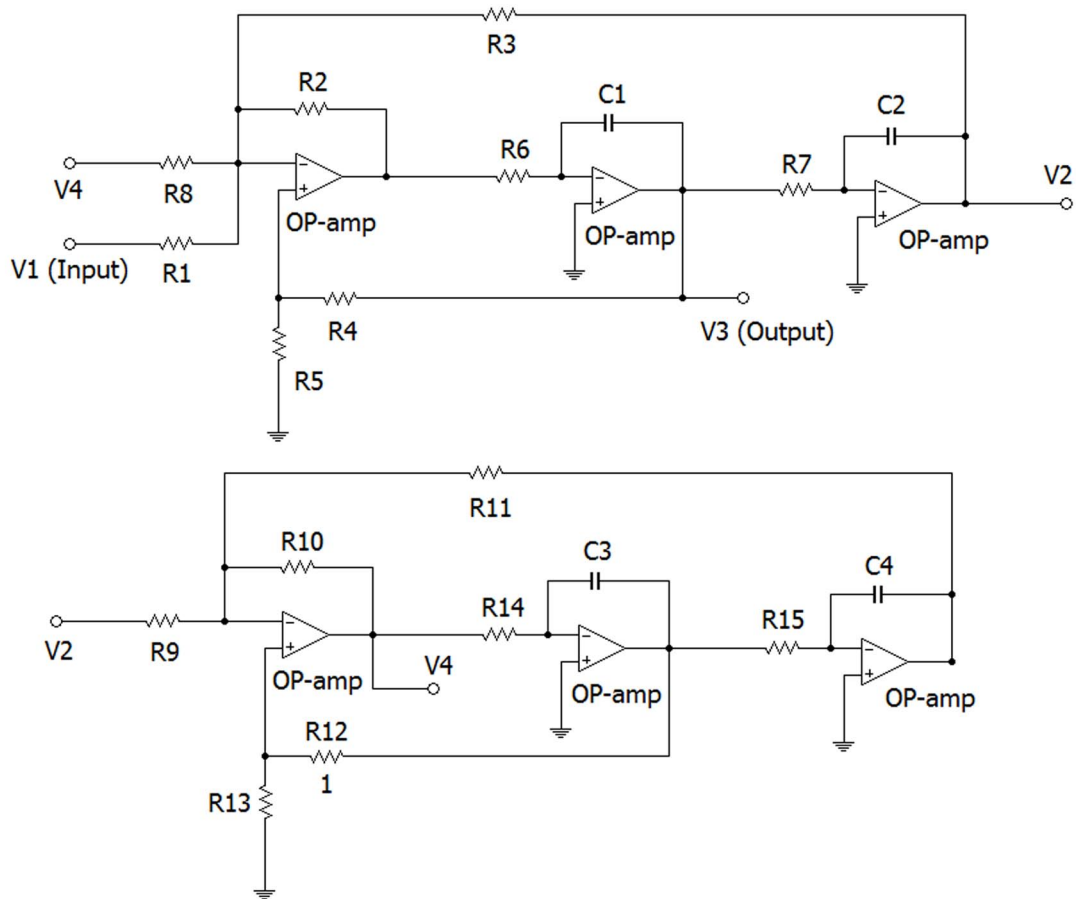 R3
R2
C1
C2
R6
R7
V4
R8
OP-amp
OP-amp
OP-amp
V2
V1 (Input)
R1
R4
V3 (Output)
R5
R11
R10
C3
C4
R14
R15
V2
R9
OP-amp
V4
OP-amp
OP-amp
R12
1
R13